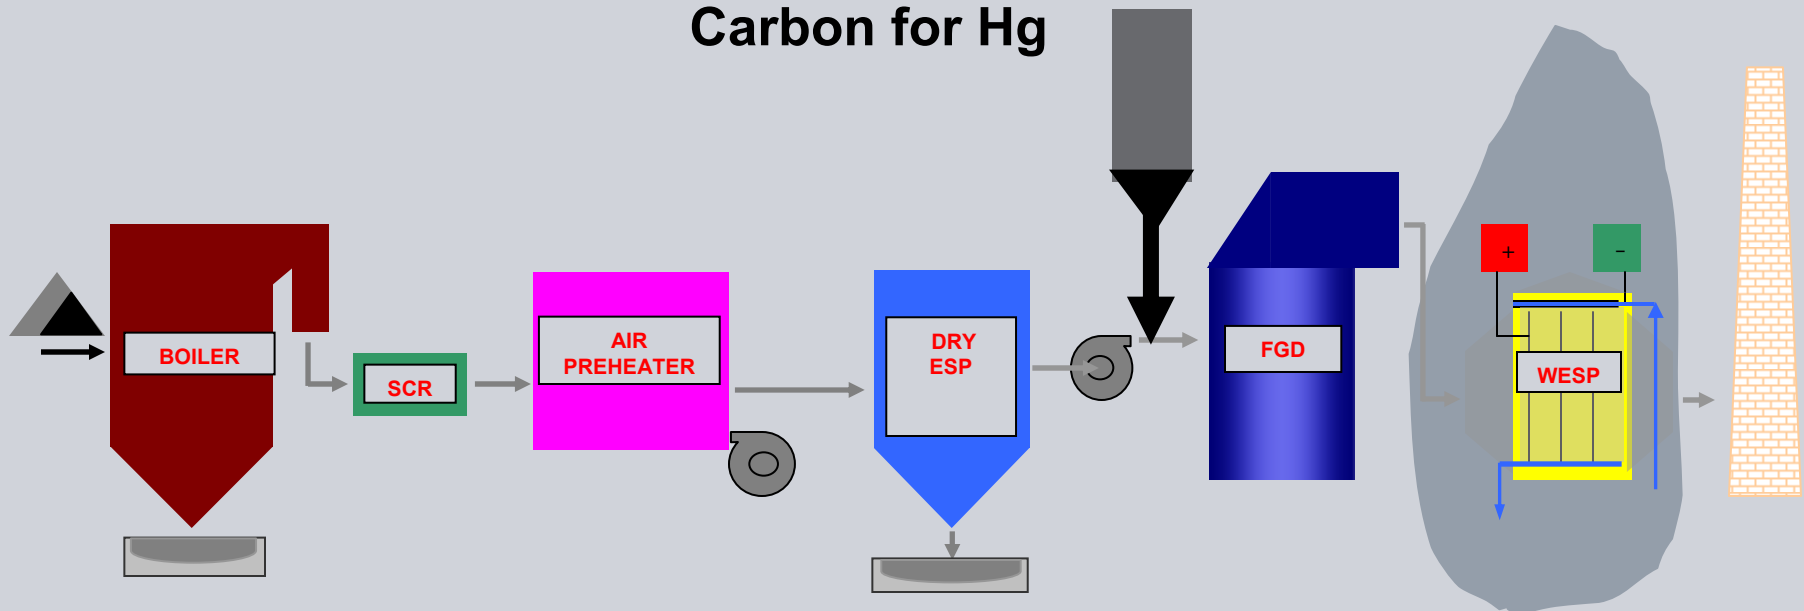 Carbon for Hg
BOILER
SCR
AIR
PREHEATER
DRY
ESP
FGD
+
−
WESP